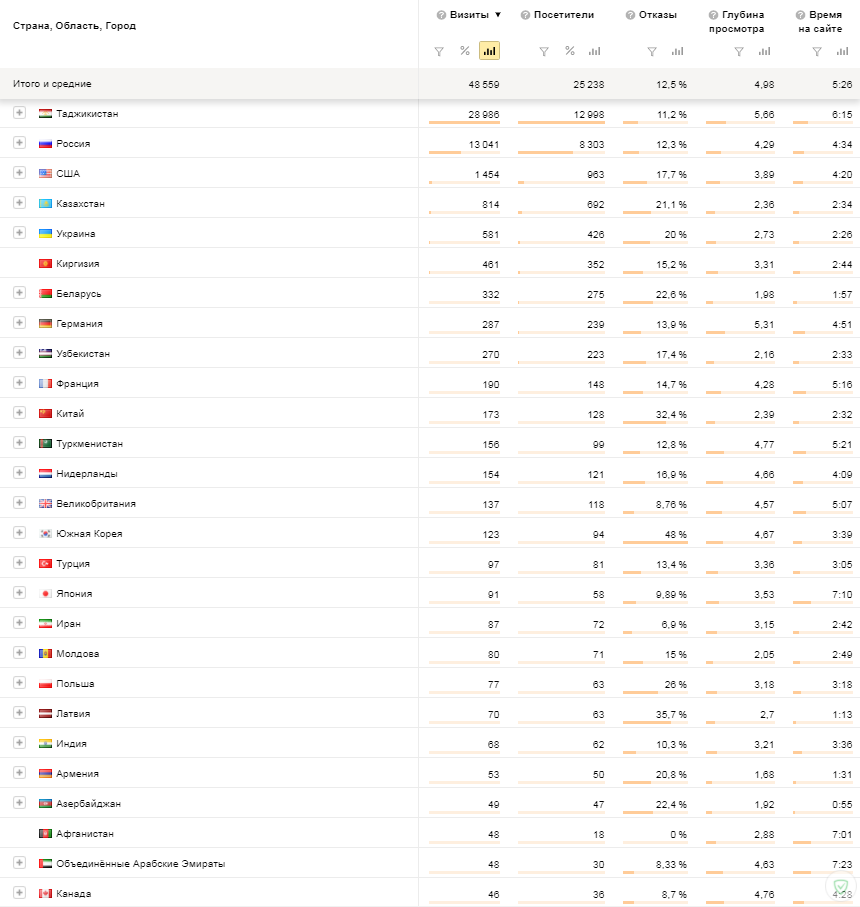 Страна, Область, Город
Визиты ▼ Посетители Отказы Глубина просмотра Время на сайте
% %
Итого и средние 48 559 25 238 12,5 % 4,98 5:26
Таджикистан 28 986 12 998 11,2 % 5,66 6:15
Россия 13 041 8 303 12,3 % 4,29 4:34
США 1 454 963 17,7 % 3,89 4:20
Казахстан 814 692 21,1 % 2,36 2:34
Украина 581 426 20 % 2,73 2:26
Киргизия 461 352 15,2 % 3,31 2:44
Беларусь 332 275 22,6 % 1,98 1:57
Германия 287 239 13,9 % 5,31 4:51
Узбекистан 270 223 17,4 % 2,16 2:33
Франция 190 148 14,7 % 4,28 5:16
Китай 173 128 32,4 % 2,39 2:32
Туркменистан 156 99 12,8 % 4,77 5:21
Нидерланды 154 121 16,9 % 4,66 4:09
Великобритания 137 118 8,76 % 4,57 5:07
Южная Корея 123 94 48 % 4,67 3:39
Турция 97 81 13,4 % 3,36 3:05
Япония 91 58 9,89 % 3,53 7:10
Иран 87 72 6,9 % 3,15 2:42
Молдова 80 71 15 % 2,05 2:49
Польша 77 63 26 % 3,18 3:18
Латвия 70 63 35,7 % 2,7 1:13
Индия 68 62 10,3 % 3,21 3:36
Армения 53 50 20,8 % 1,68 1:31
Азербайджан 49 47 22,4 % 1,92 0:55
Афганистан 48 18 0 % 2,88 7:01
Объединённые Арабские Эмираты 48 30 8,33 % 4,63 7:23
Канада 46 36 8,7 % 4,76 4:28